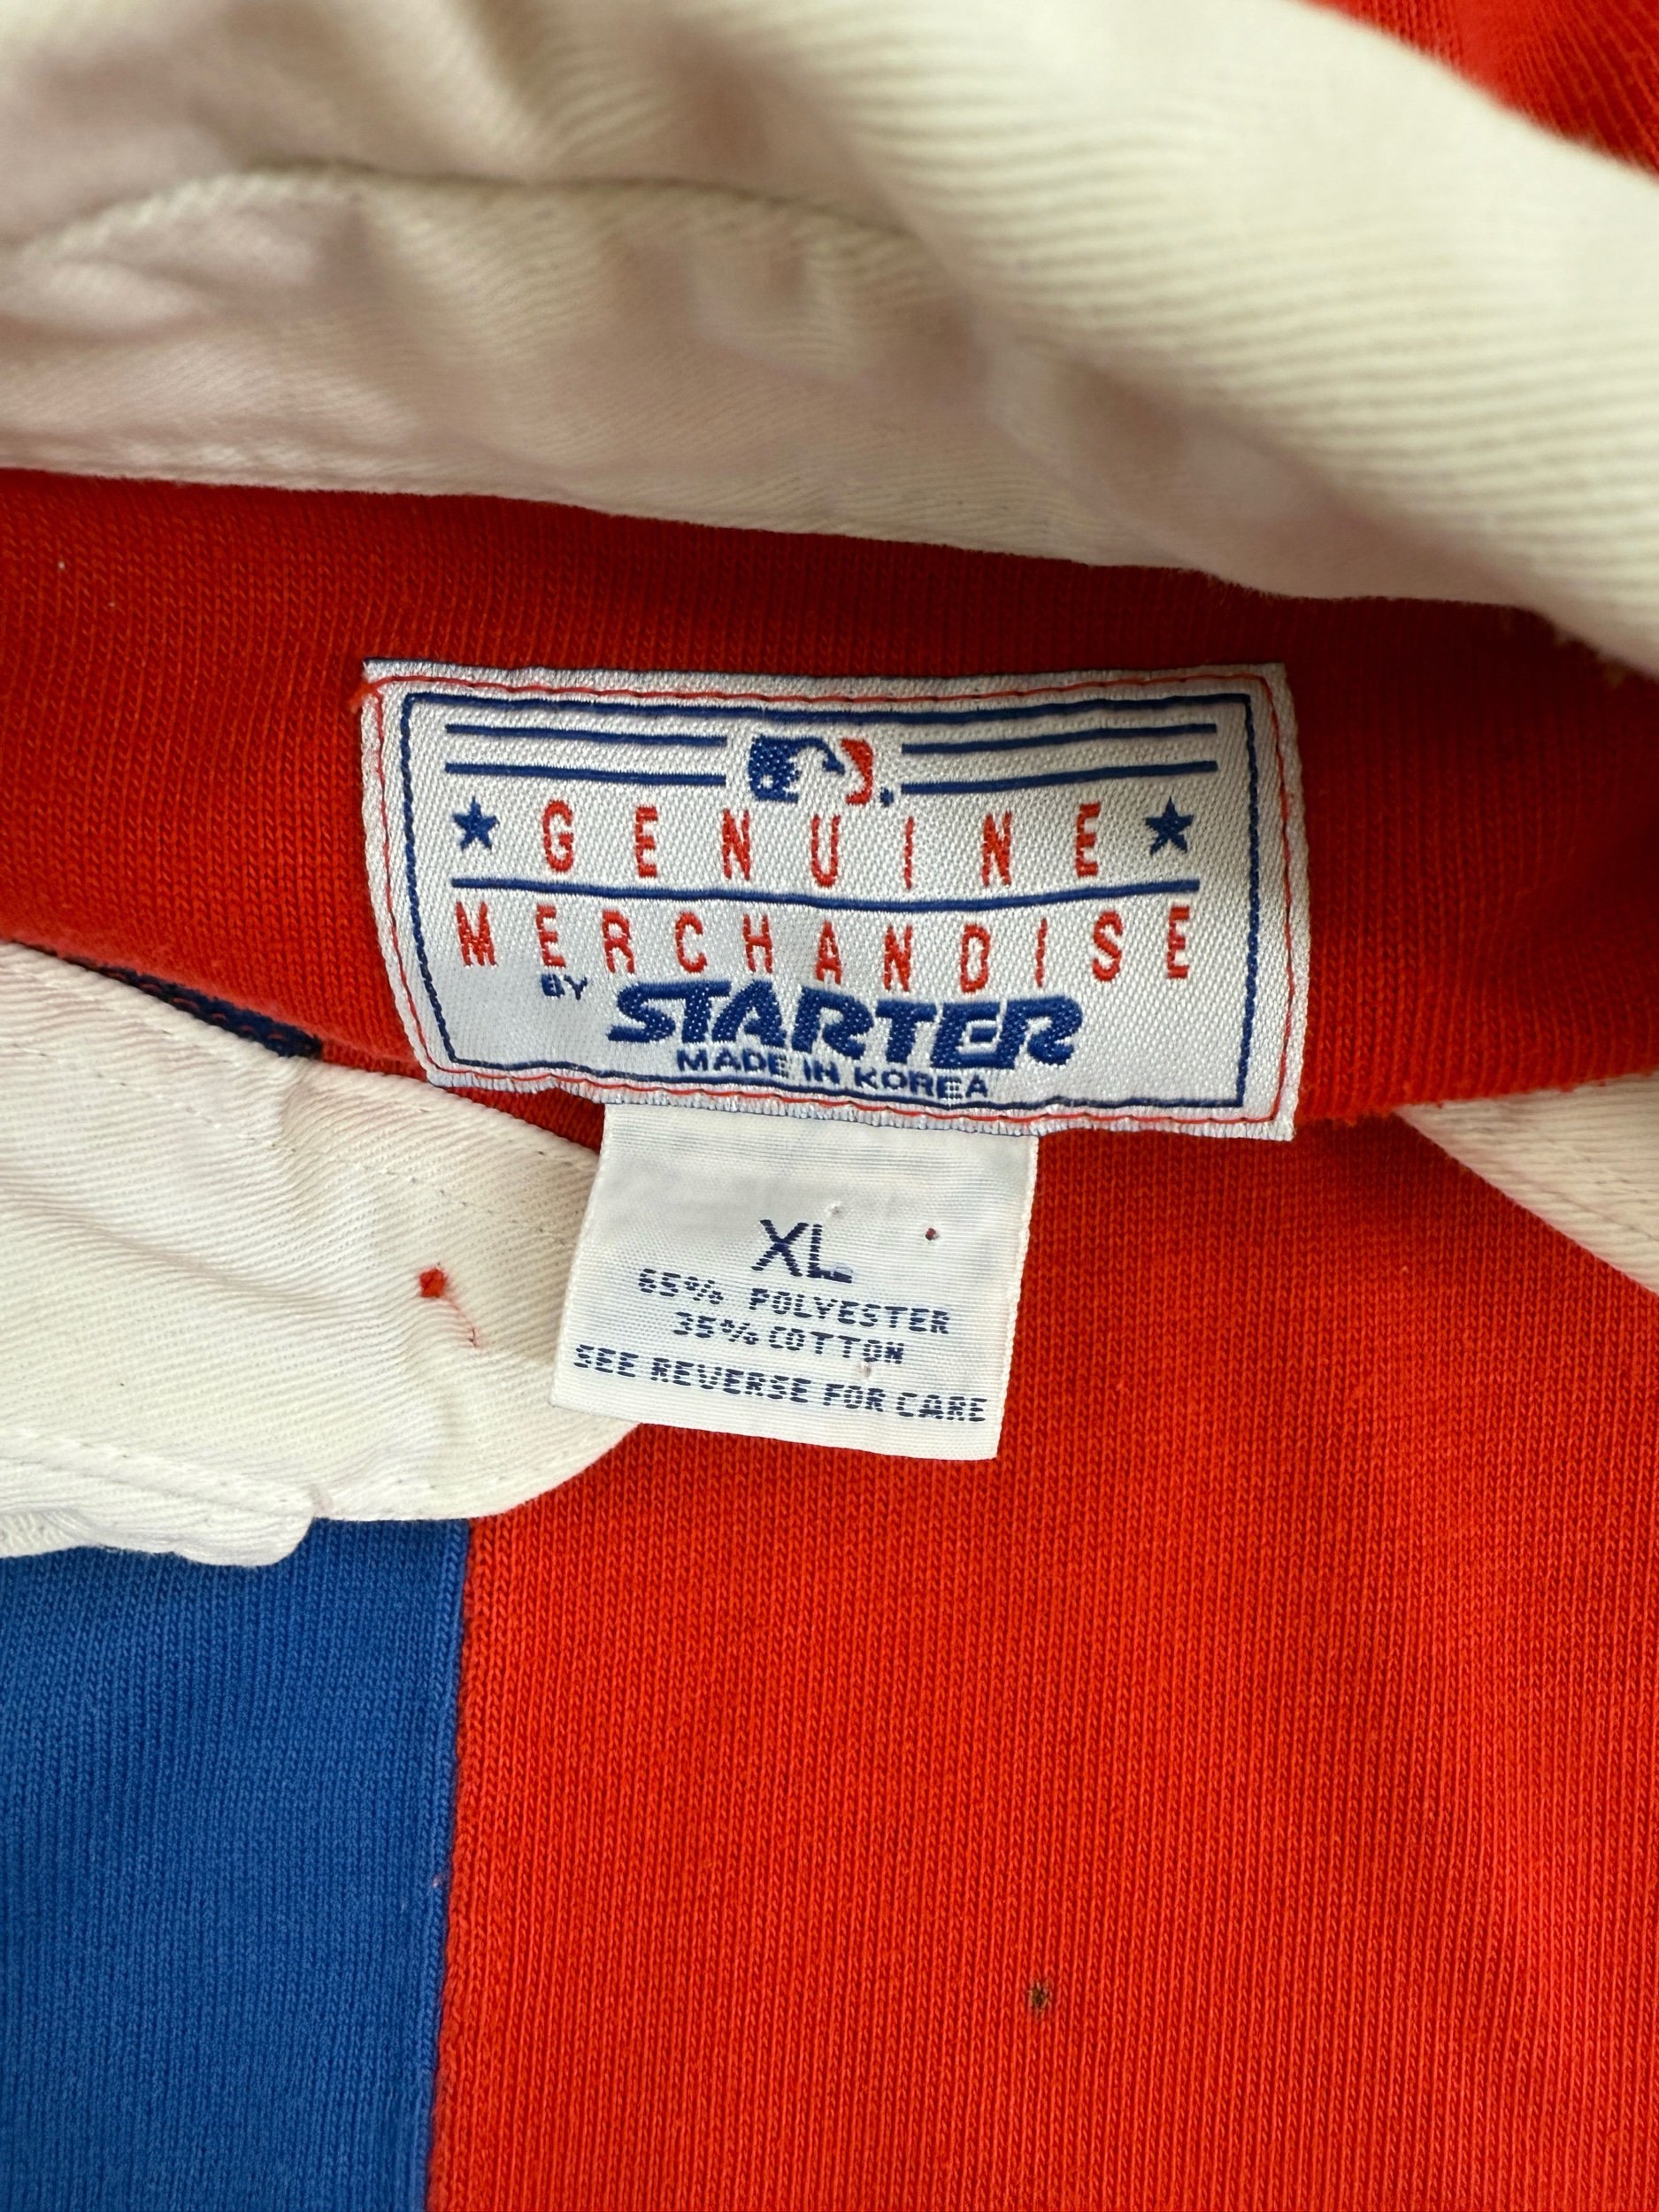 GENUINE
MERCHANDISE
BY STARTER
MADE IN KOREA
XL
65% POLYESTER
35% COTTON
SEE REVERSE FOR CARE